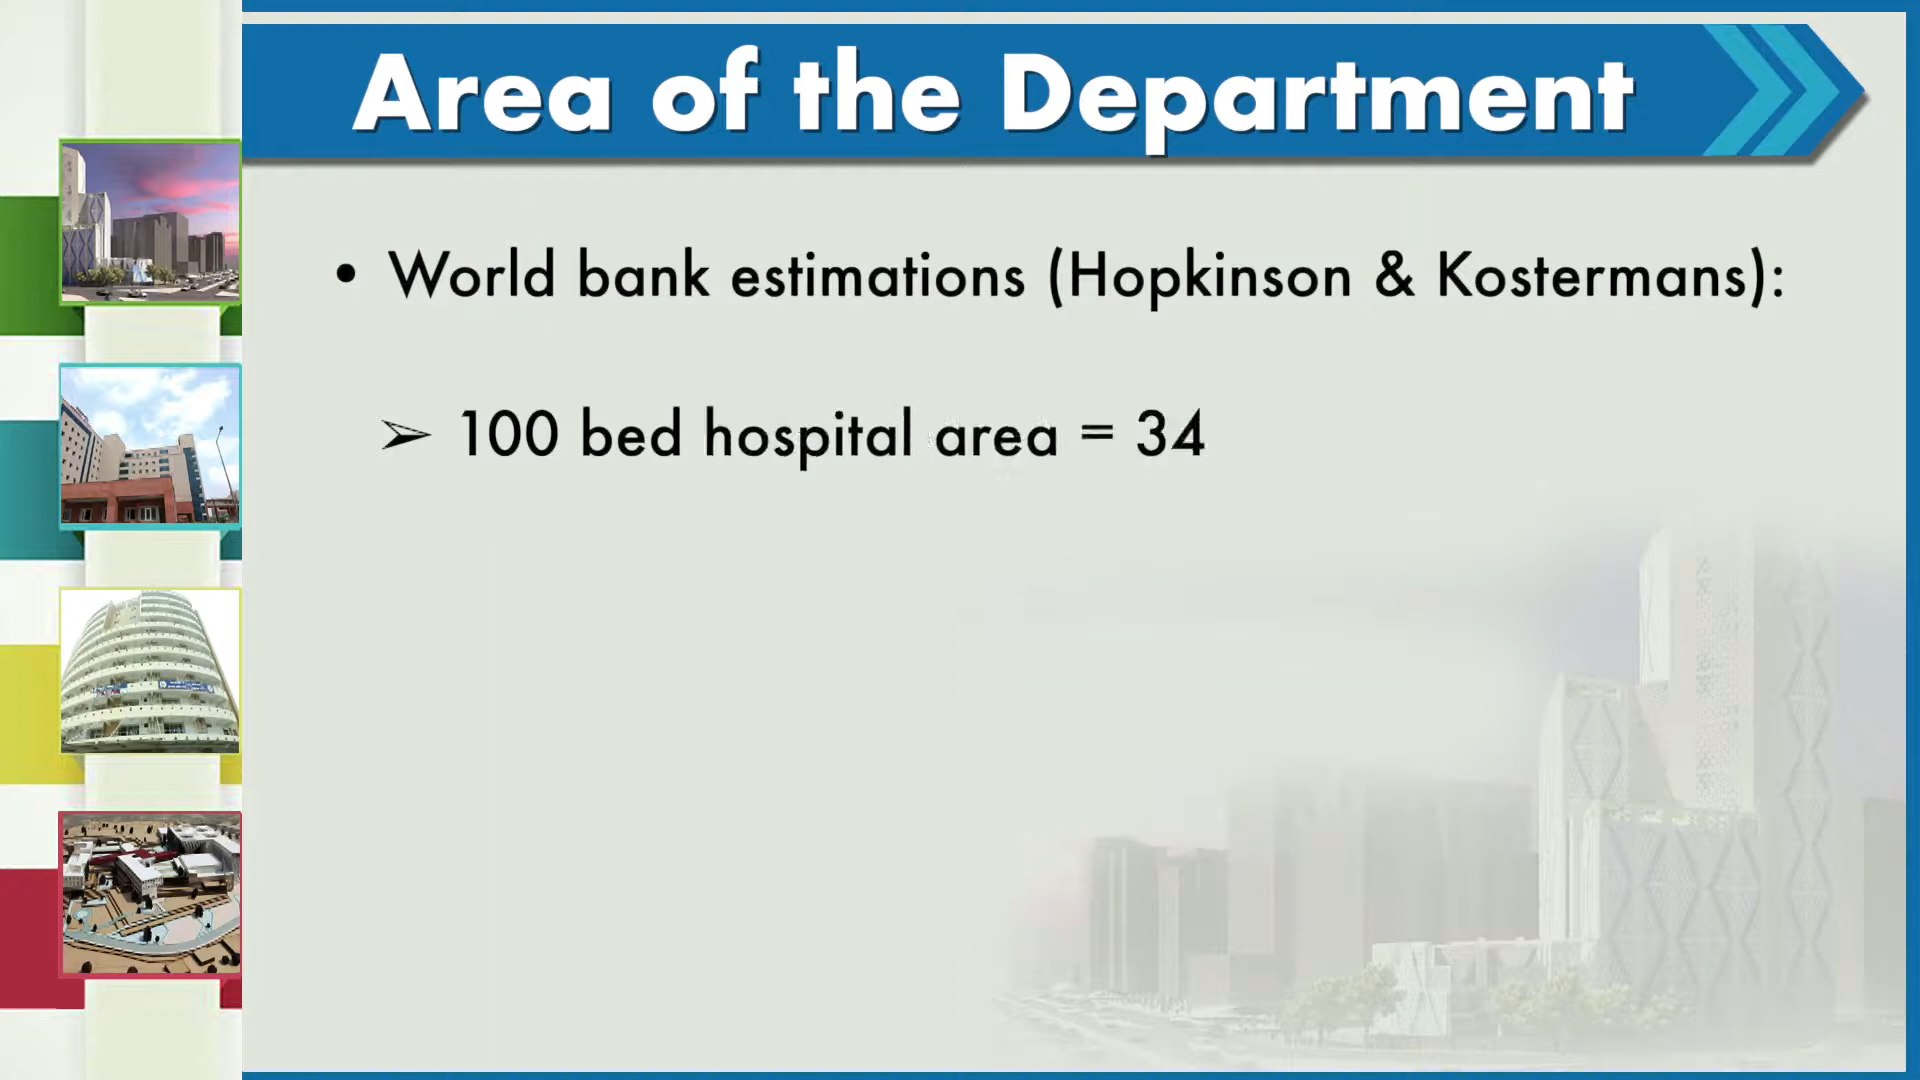 Area of the Department
• World bank estimations (Hopkinson & Kostermans):
➢ 100 bed hospital area = 34